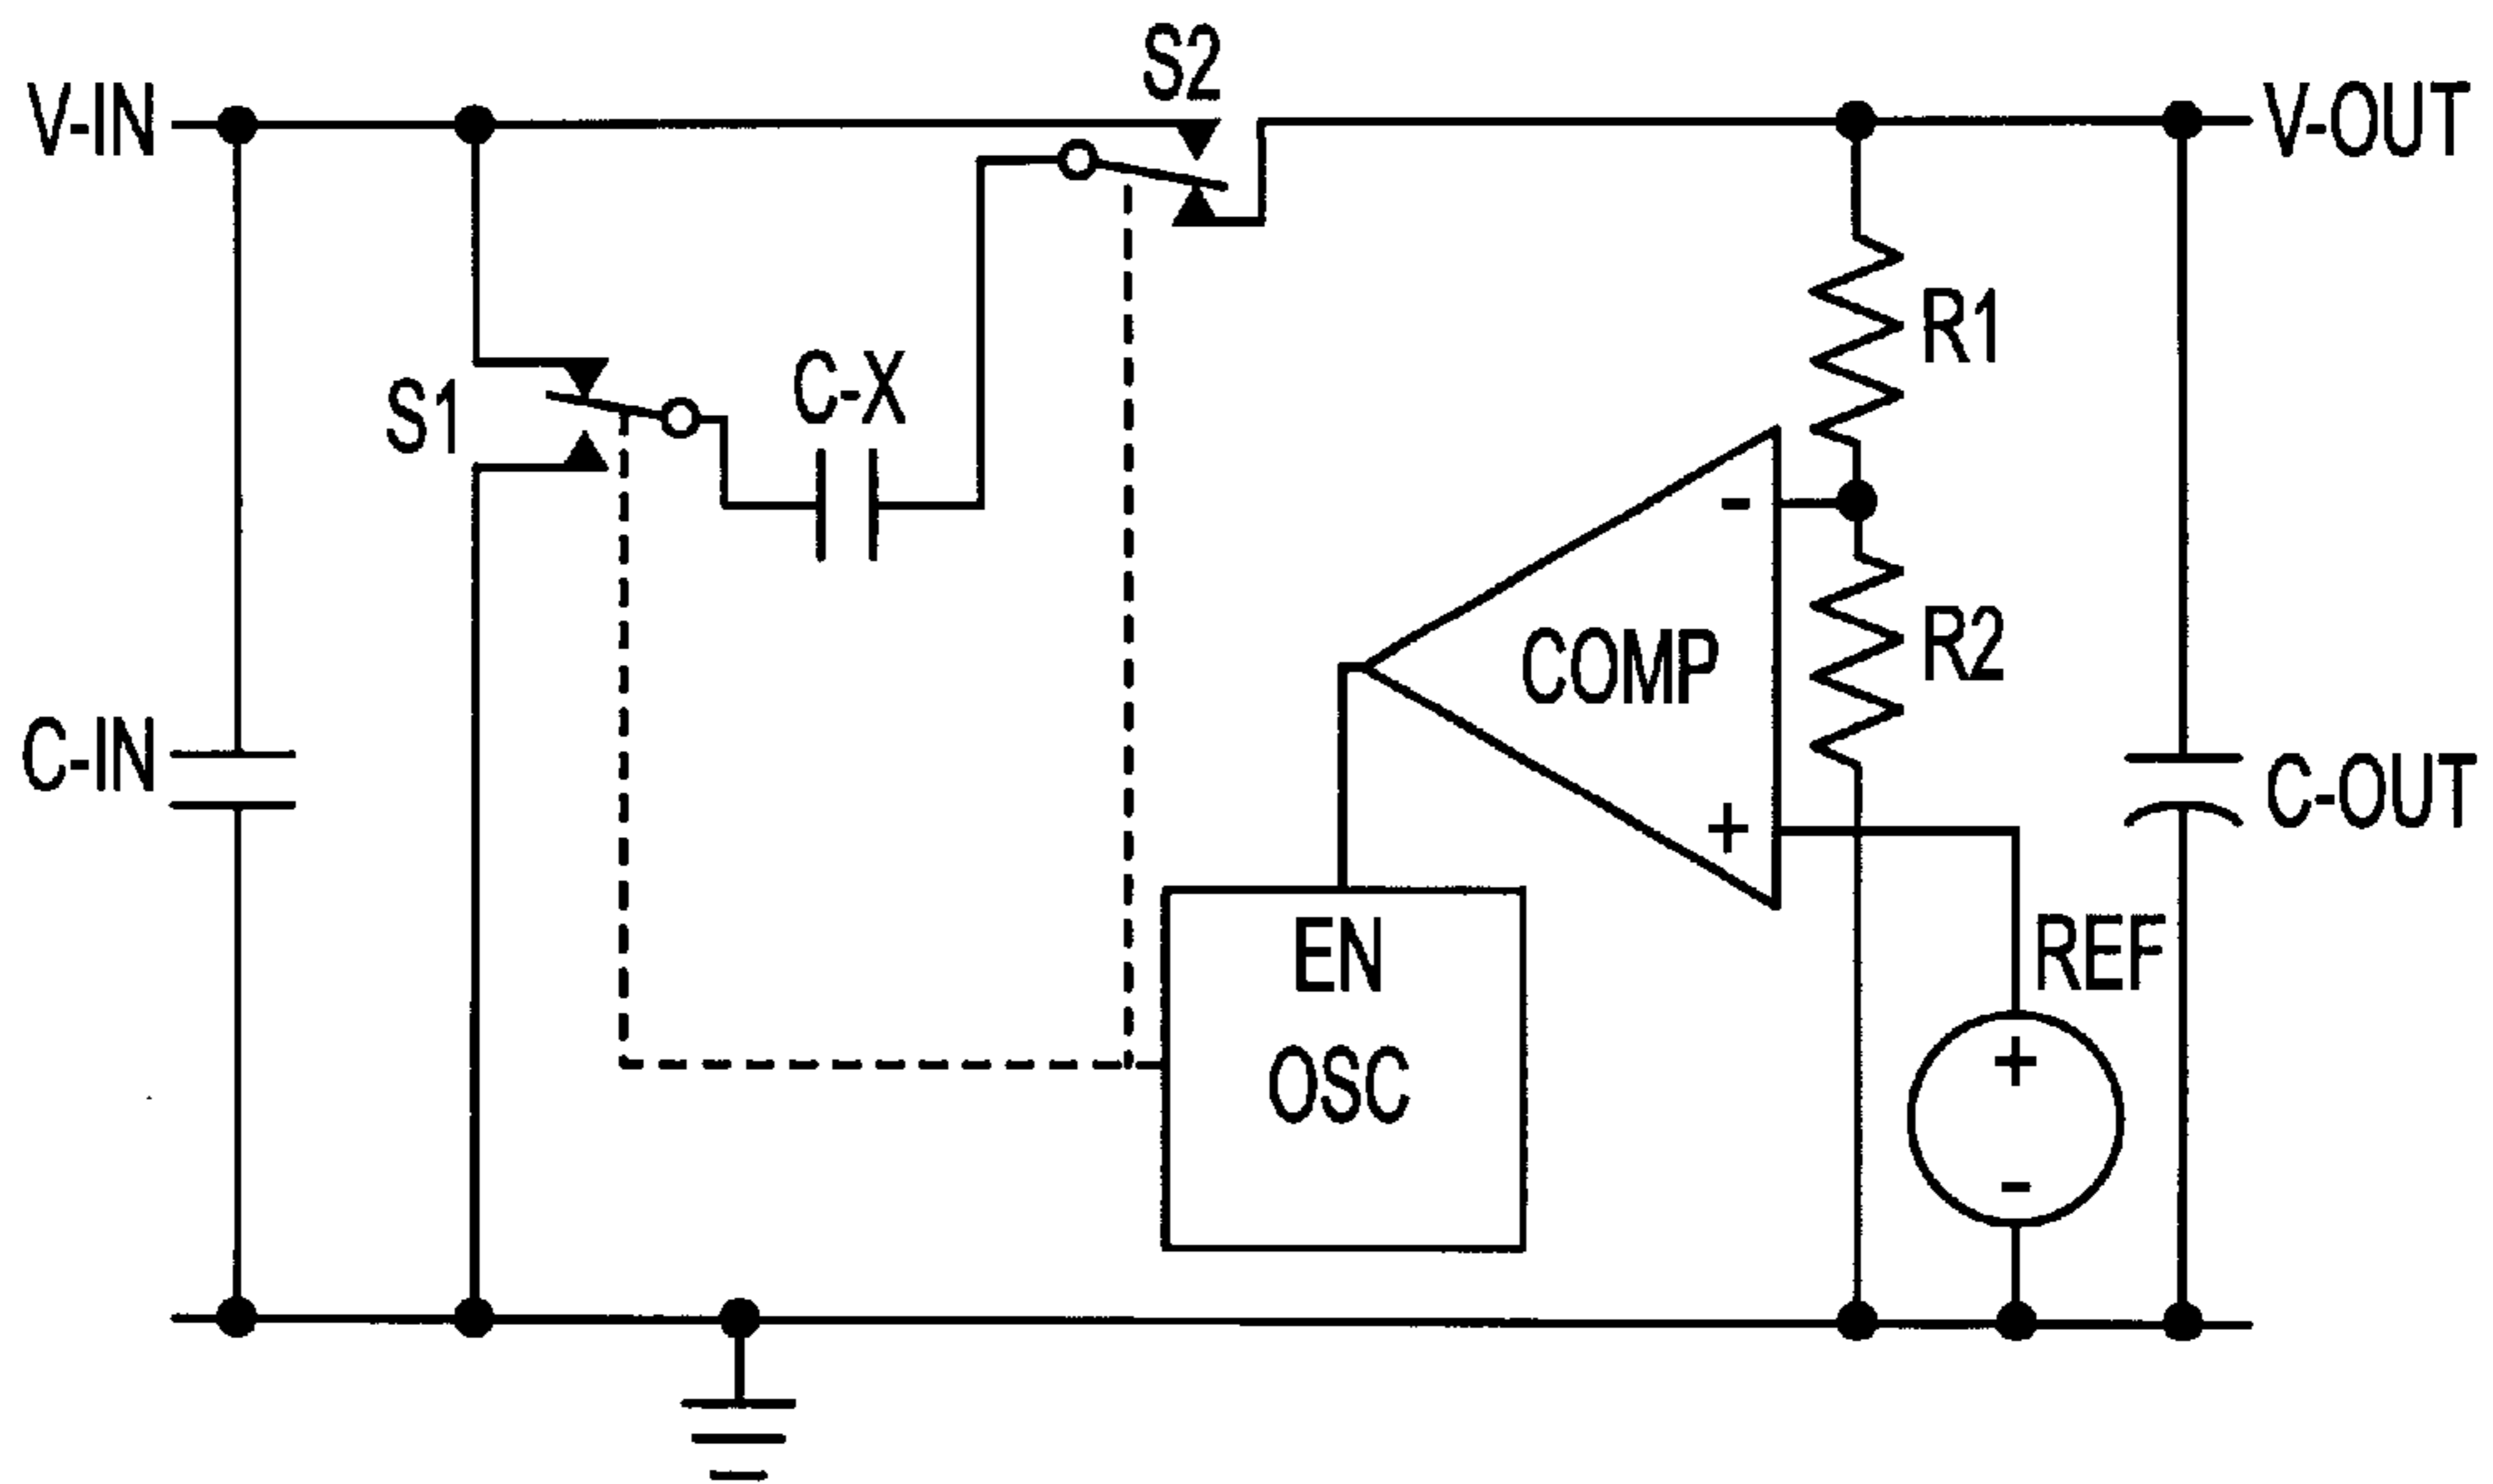 S2
V-IN
V-OUT
R1
C-X
S1
-
COMP
R2
C-IN
C-OUT
+
EN
REF
OSC
+
-